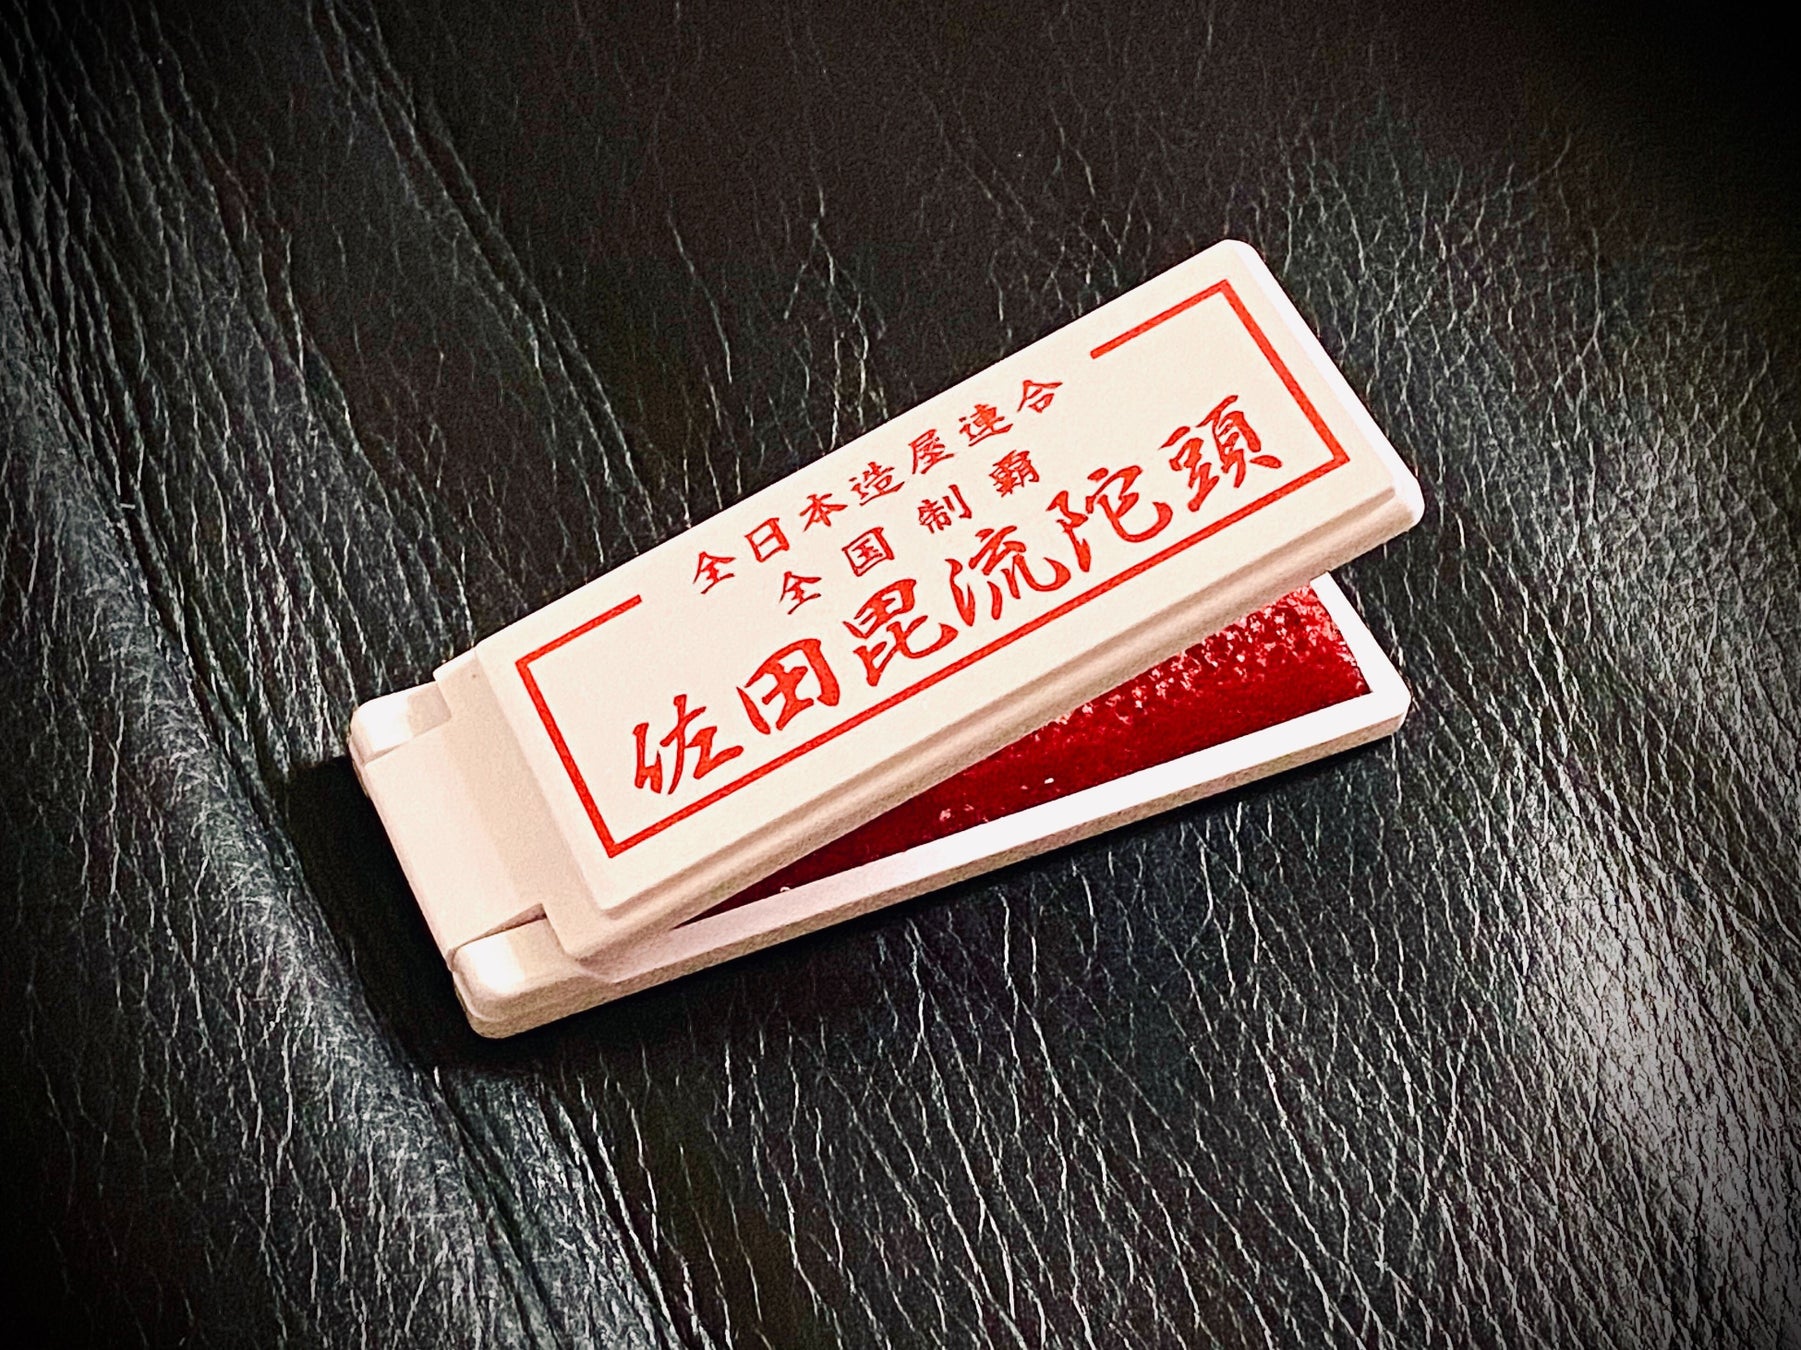 全日本造屋連合
全国制覇
佐田毘流陀頭